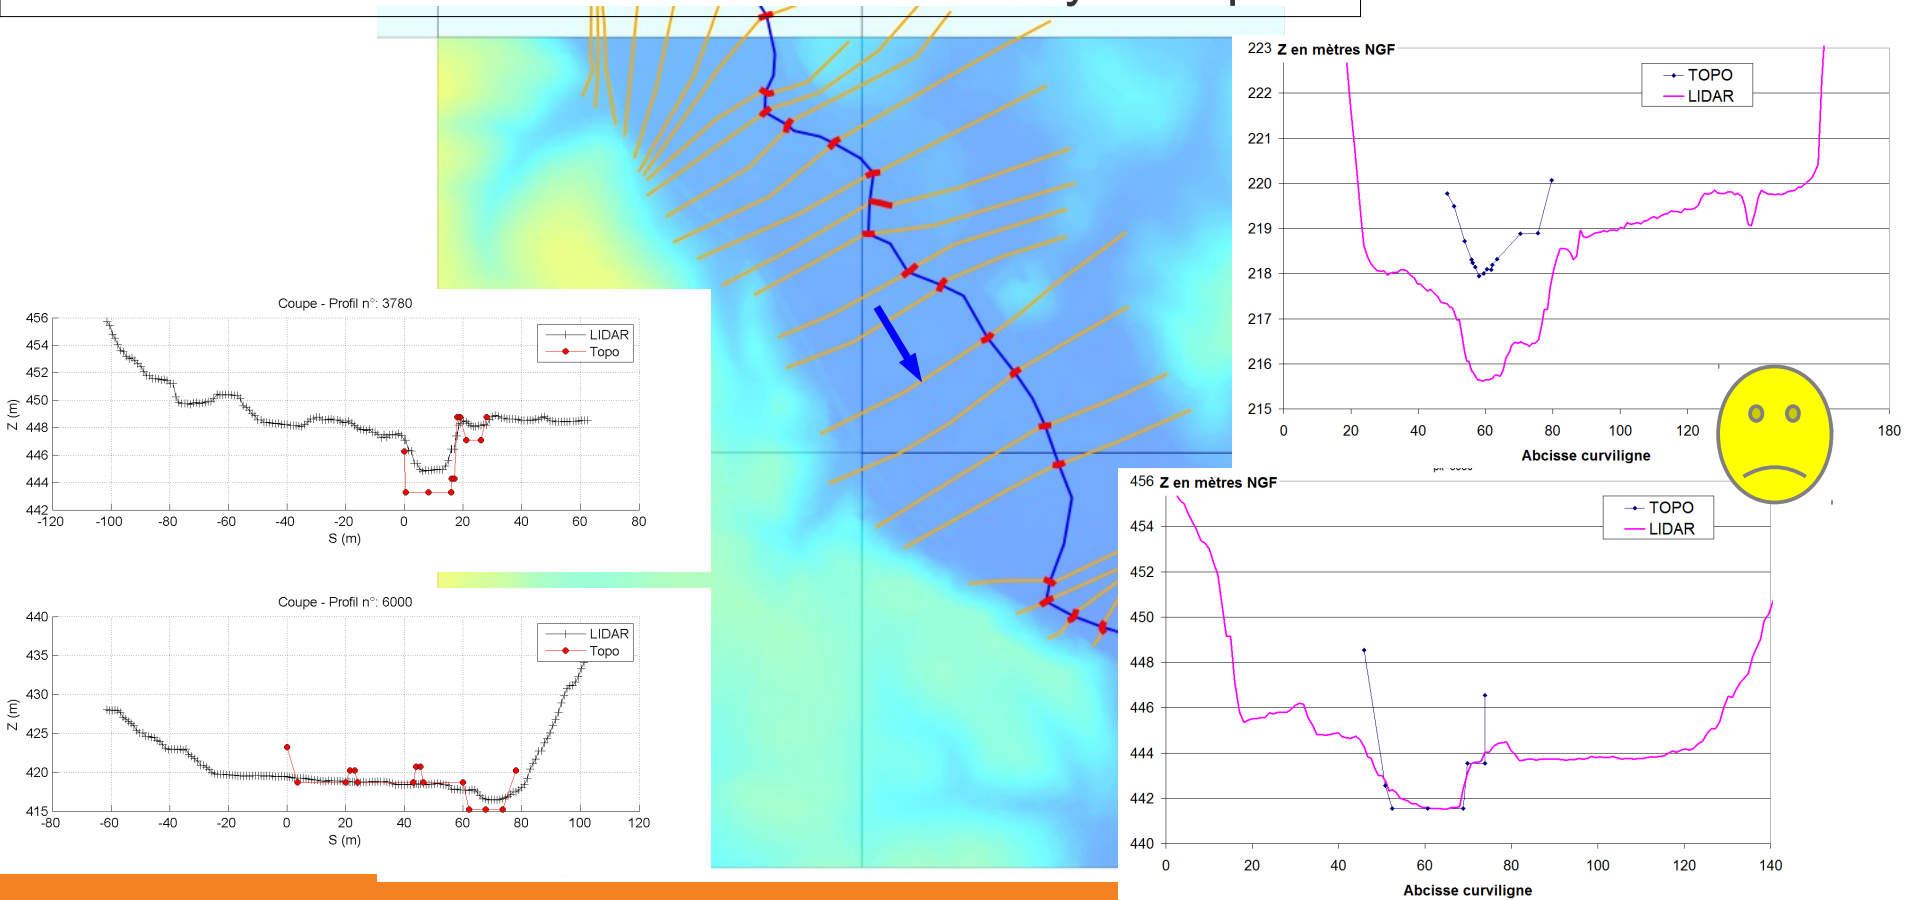 Coupe - Profil n°: 3780
456
454
452
450
448
446
444
442
Z (m)
LIDAR
Topo
-120 -100 -80 -60 -40 -20 0 20 40 60 80
S (m)
Coupe - Profil n°: 6000
440
435
430
425
420
415
Z (m)
LIDAR
Topo
-80 -60 -40 -20 0 20 40 60 80 100 120
S (m)
Z en mètres NGF
223
222
221
220
219
218
217
216
215
TOPO
LIDAR
0 20 40 60 80 100 120 180
Abcisse curviligne
Z en mètres NGF
456
454
452
450
448
446
444
442
440
TOPO
LIDAR
0 20 40 60 80 100 120 140
Abcisse curviligne